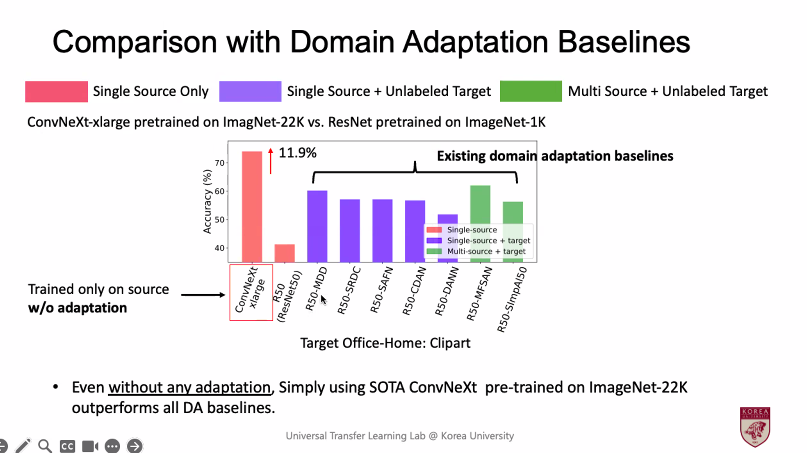 Comparison with Domain Adaptation Baselines
Single Source Only
Single Source + Unlabeled Target
Multi Source + Unlabeled Target
ConvNeXt-xlarge pretrained on ImagNet-22K vs. ResNet pretrained on ImageNet-1K
11.9%
Existing domain adaptation baselines
Accuracy (%)
70
60
50
40
Single-source
Single-source + target
Multi-source + target
ConvNeXt
xlarge
R50
(ResNet50)
R50-MDD
R50-SRDC
R50-SAFN
R50-CDAN
R50-DANN
R50-MFSAN
R50-SImpAl50
Trained only on source
w/o adaptation
Target Office-Home: Clipart
• Even without any adaptation, Simply using SOTA ConvNeXt pre-trained on ImageNet-22K
outperforms all DA baselines.
Universal Transfer Learning Lab @ Korea University
KOREA
CC